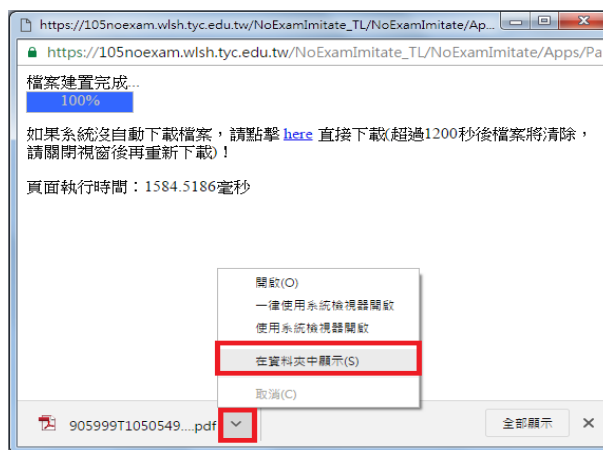 https://105noexam.wlsh.tyc.edu.tw/NoExamImitate_TL/NoExamImitate/Ap...
https://105noexam.wlsh.tyc.edu.tw/NoExamImitate_TL/NoExamImitate/Apps/Pa
檔案建置完成...
100%
如果系統沒自動下載檔案，請點擊 here 直接下載(超過1200秒後檔案將清除，
請關閉視窗後再重新下載)！
頁面執行時間：1584.5186毫秒
開啟(O)
一律使用系統檢視器開啟
使用系統檢視器開啟
在資料夾中顯示(S)
取消(C)
905999T1050549....pdf
全部顯示